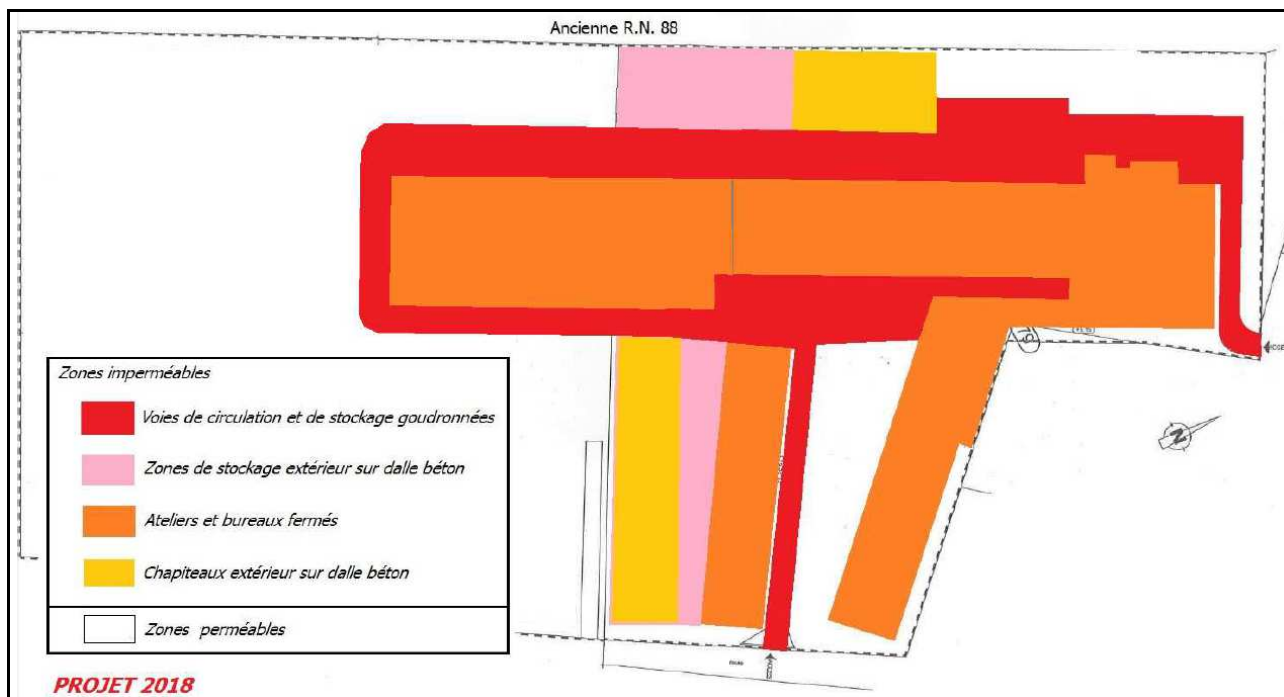 Ancienne R.N. 88
Zones imperméables
Voies de circulation et de stockage goudronnées
Zones de stockage extérieur sur dalle béton
Ateliers et bureaux fermés
Chapiteaux extérieur sur dalle béton
Zones perméables
PROJET 2018
N